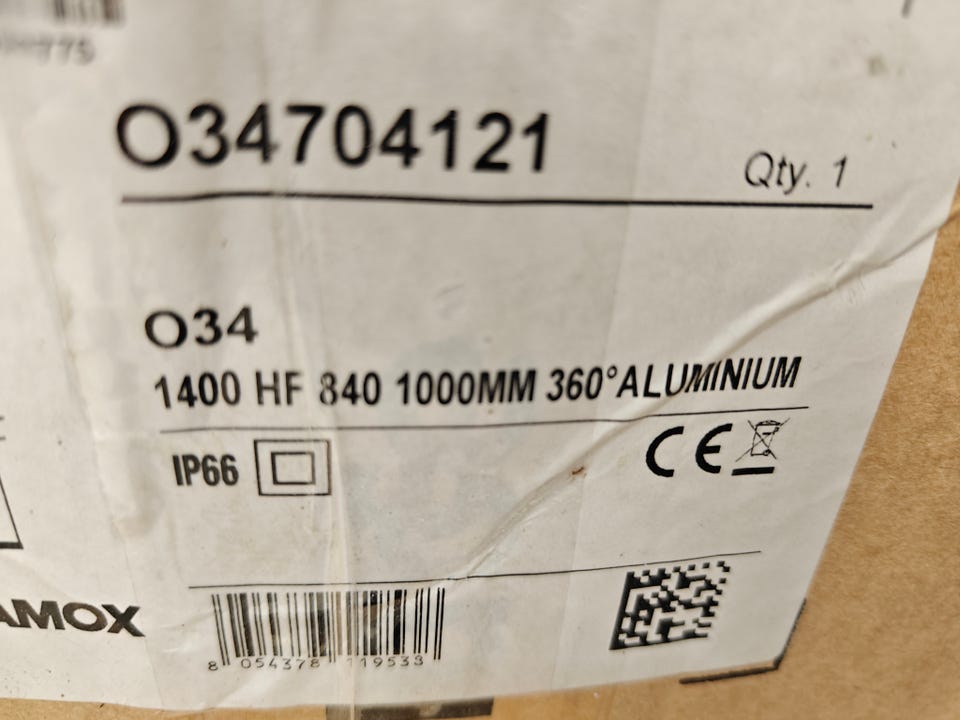 O34704121
Qty. 1
O34
1400 HF 840 1000MM 360°ALUMINIUM
IP66
CE
AMOX
8 054378 119533